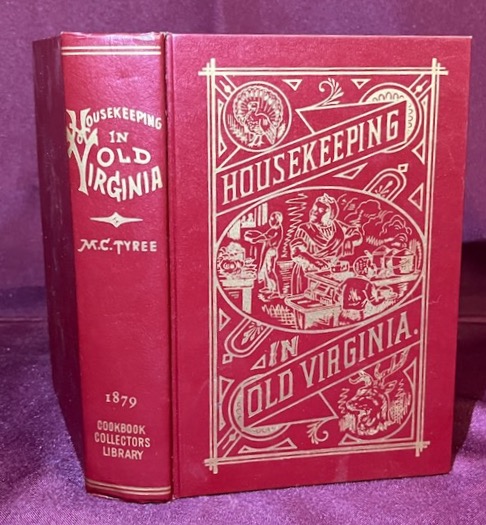 HOUSEKEEPING
IN
OLD
VIRGINIA
M.C. TYREE
1879
COOKBOOK
COLLECTORS
LIBRARY
HOUSEKEEPING
IN
OLD VIRGINIA.